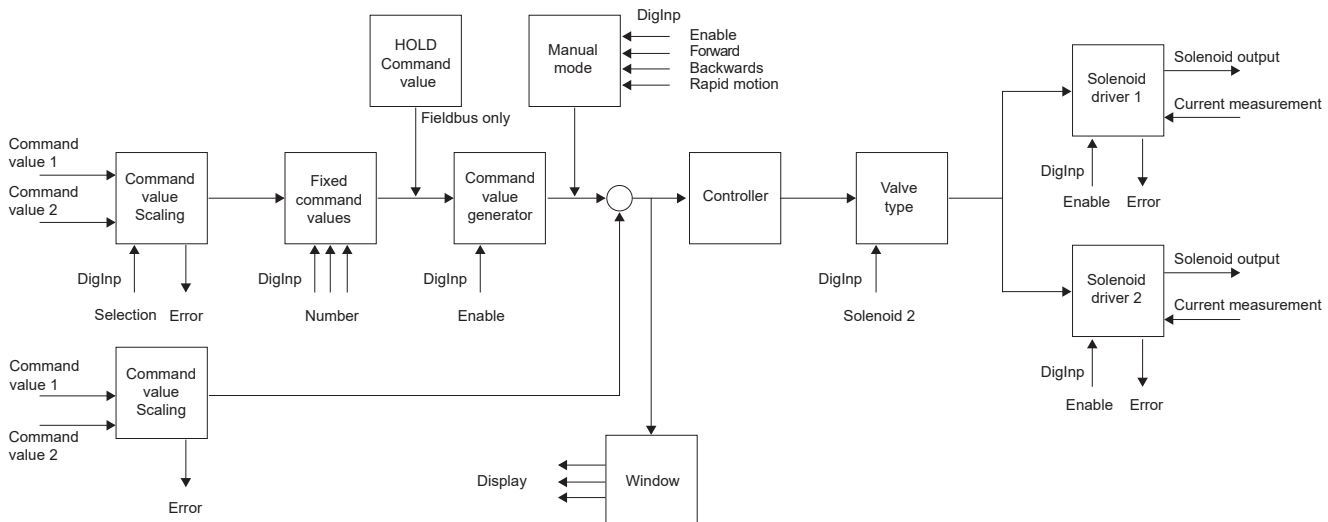 HOLD
Command
value
Fieldbus only
Manual
mode
DigInp
Enable
Forward
Backwards
Rapid motion
Command
value 1
Command
value 2
Command
value
Scaling
DigInp
Selection
Error
Fixed
command
values
DigInp
Number
Command
value
generator
DigInp
Enable
Controller
Valve
type
DigInp
Solenoid 2
Solenoid
driver 1
Solenoid output
Current measurement
DigInp
Enable
Error
Solenoid
driver 2
Solenoid output
Current measurement
DigInp
Enable
Error
Command
value 1
Command
value 2
Command
value
Scaling
Error
Display
Window